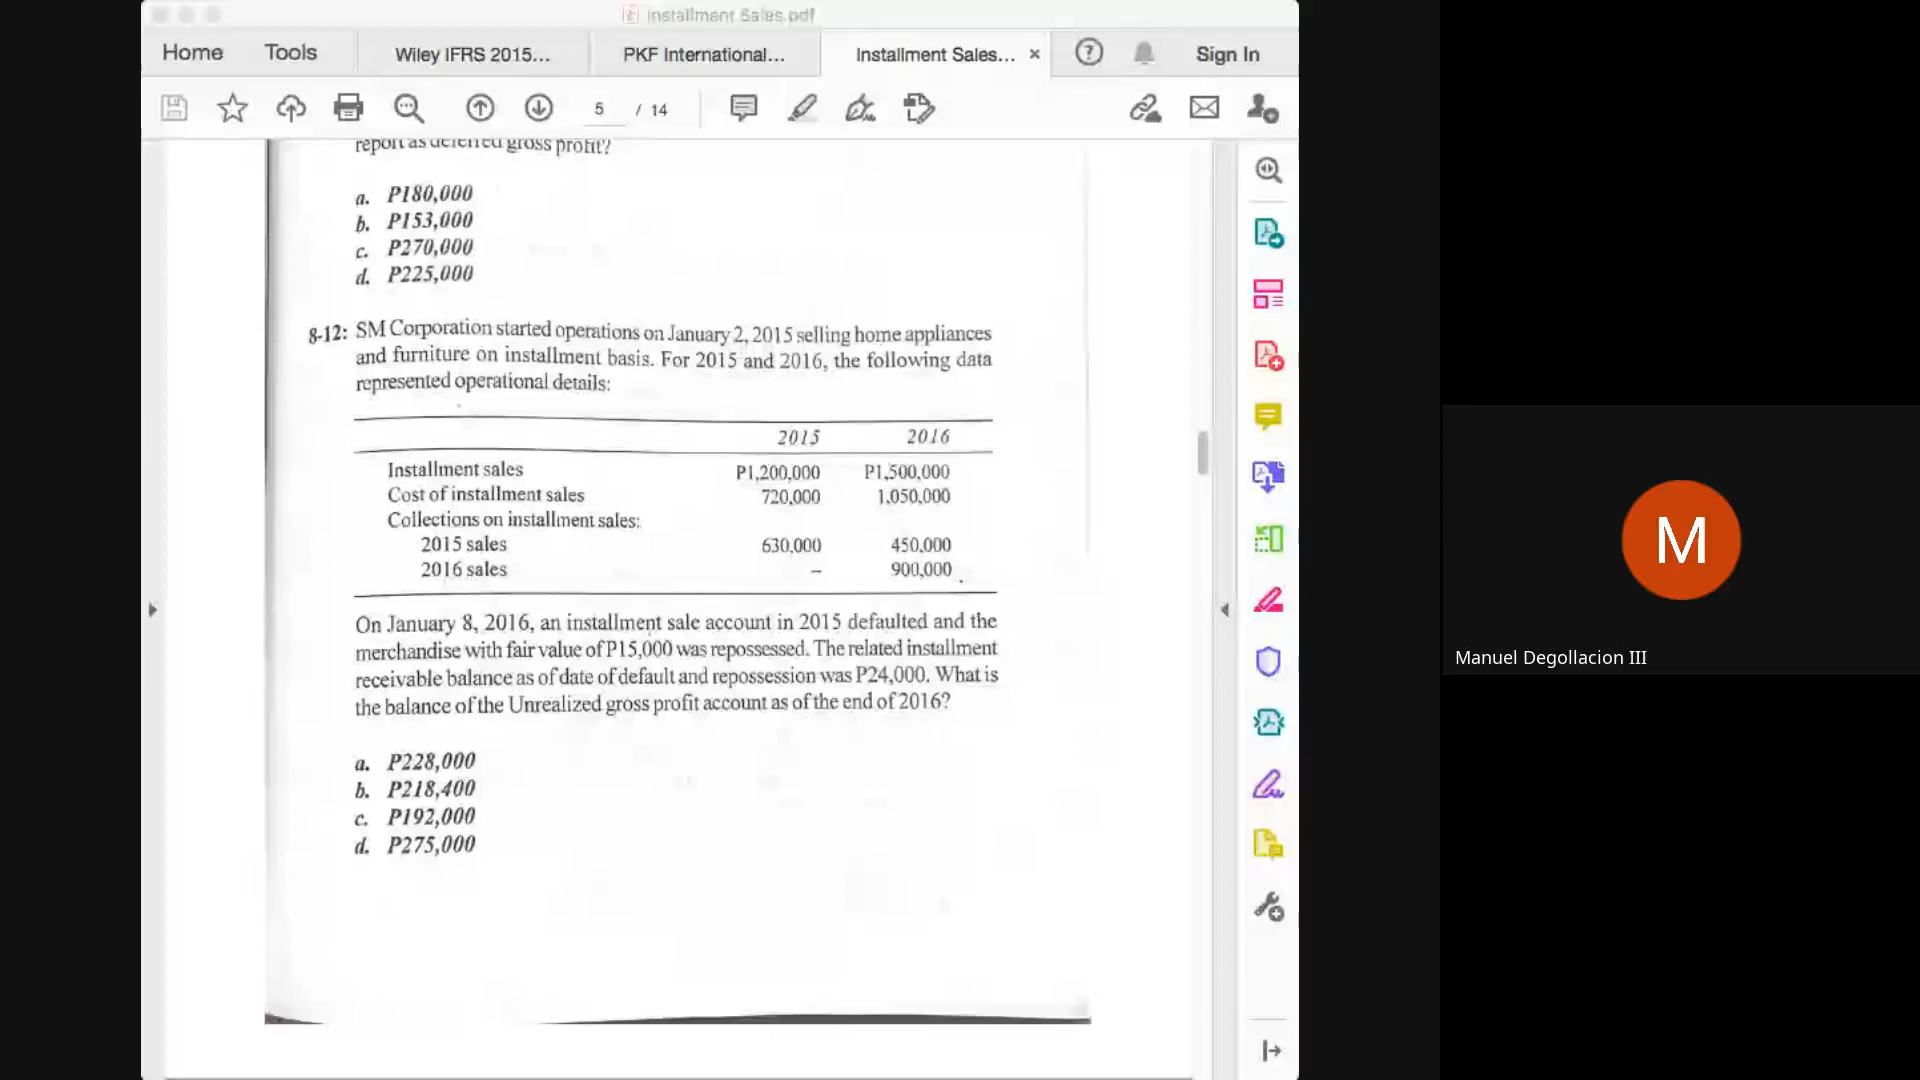 Installment Sales.pdf
Home
Tools
Wiley IFRS 2015...
PKF International...
Installment Sales... ×
?
Sign In
5 / 14
report as deferred gross profit?
a. P180,000
b. P153,000
c. P270,000
d. P225,000
8-12: SM Corporation started operations on January 2, 2015 selling home appliances
and furniture on installment basis. For 2015 and 2016, the following data
represented operational details:
2015 2016
Installment sales P1,200,000 P1,500,000
Cost of installment sales 720,000 1,050,000
Collections on installment sales:
2015 sales 630,000 450,000
2016 sales – 900,000
On January 8, 2016, an installment sale account in 2015 defaulted and the
merchandise with fair value of P15,000 was repossessed. The related installment
receivable balance as of date of default and repossession was P24,000. What is
the balance of the Unrealized gross profit account as of the end of 2016?
a. P228,000
b. P218,400
c. P192,000
d. P275,000
M
Manuel Degollacion III